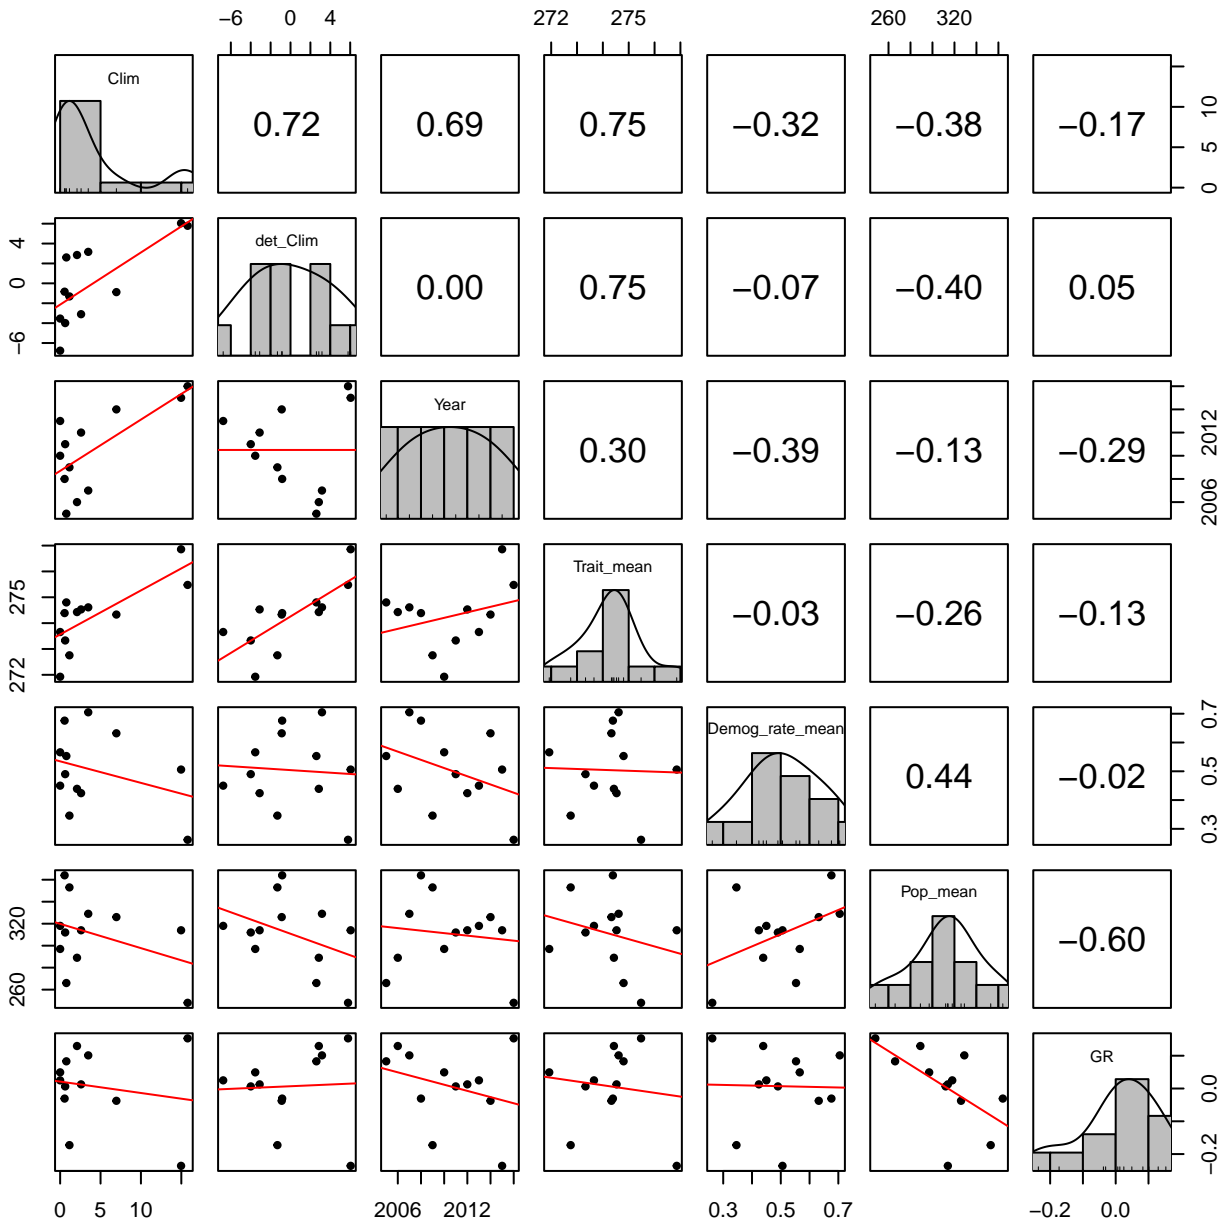 −6 0 4 272 275 260 320
Clim 0.72 0.69 0.75 −0.32 −0.38 −0.17 0 5 10
−6 0 4 det_Clim 0.00 0.75 −0.07 −0.40 0.05
Year 0.30 −0.39 −0.13 −0.29 2006 2012
272 275 Trait_mean −0.03 −0.26 −0.13
Demog_rate_mean 0.44 −0.02 0.3 0.5 0.7
260 320 Pop_mean −0.60
GR −0.2 0.0
0 5 10 2006 2012 0.3 0.5 0.7 −0.2 0.0